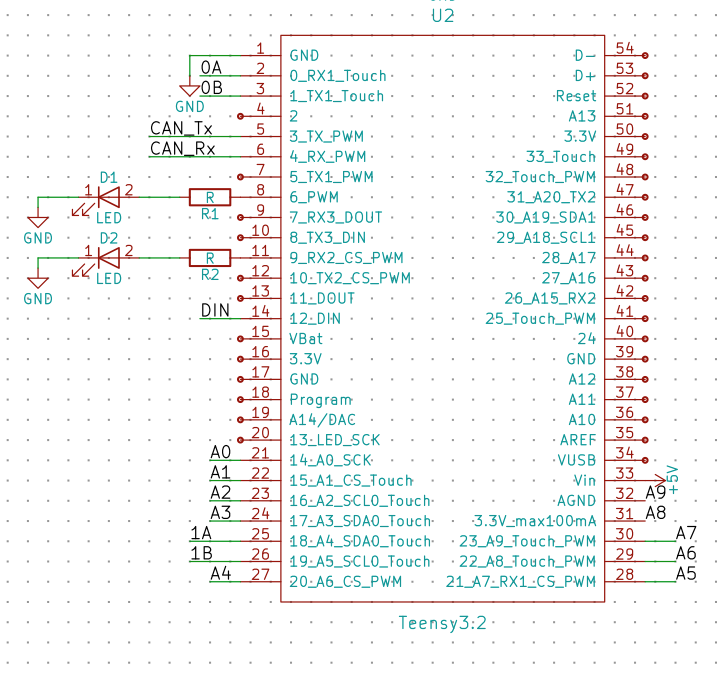 U2
1 GND D- 54
0A 2 0_RX1_Touch D+ 53
0B 3 1_TX1_Touch Reset 52
GND
4 2 A13 51
CAN_Tx 5 3_TX_PWM 3.3V 50
CAN_Rx 6 4_RX_PWM 33_Touch 49
7 5_TX1_PWM 32_Touch_PWM 48
D1
1 2 R 8 6_PWM 31_A20_TX2 47
LED R1
9 7_RX3_DOUT 30_A19_SDA1 46
GND
10 8_TX3_DIN 29_A18_SCL1 45
D2
1 2 R 11 9_RX2_CS_PWM 28_A17 44
LED R2
12 10_TX2_CS_PWM 27_A16 43
GND
13 11_DOUT 26_A15_RX2 42
DIN 14 12_DIN 25_Touch_PWM 41
15 VBat 24 40
16 3.3V GND 39
17 GND A12 38
18 Program A11 37
19 A14/DAC A10 36
20 13_LED_SCK AREF 35
A0 21 14_A0_SCK VUSB 34
A1 22 15_A1_CS_Touch Vin 33 +5V
A2 23 16_A2_SCL0_Touch AGND 32 A9
A3 24 17_A3_SDA0_Touch 3.3V_max100mA 31 A8
1A 25 18_A4_SDA0_Touch 23_A9_Touch_PWM 30 A7
1B 26 19_A5_SCL0_Touch 22_A8_Touch_PWM 29 A6
A4 27 20_A6_CS_PWM 21_A7_RX1_CS_PWM 28 A5
Teensy3.2